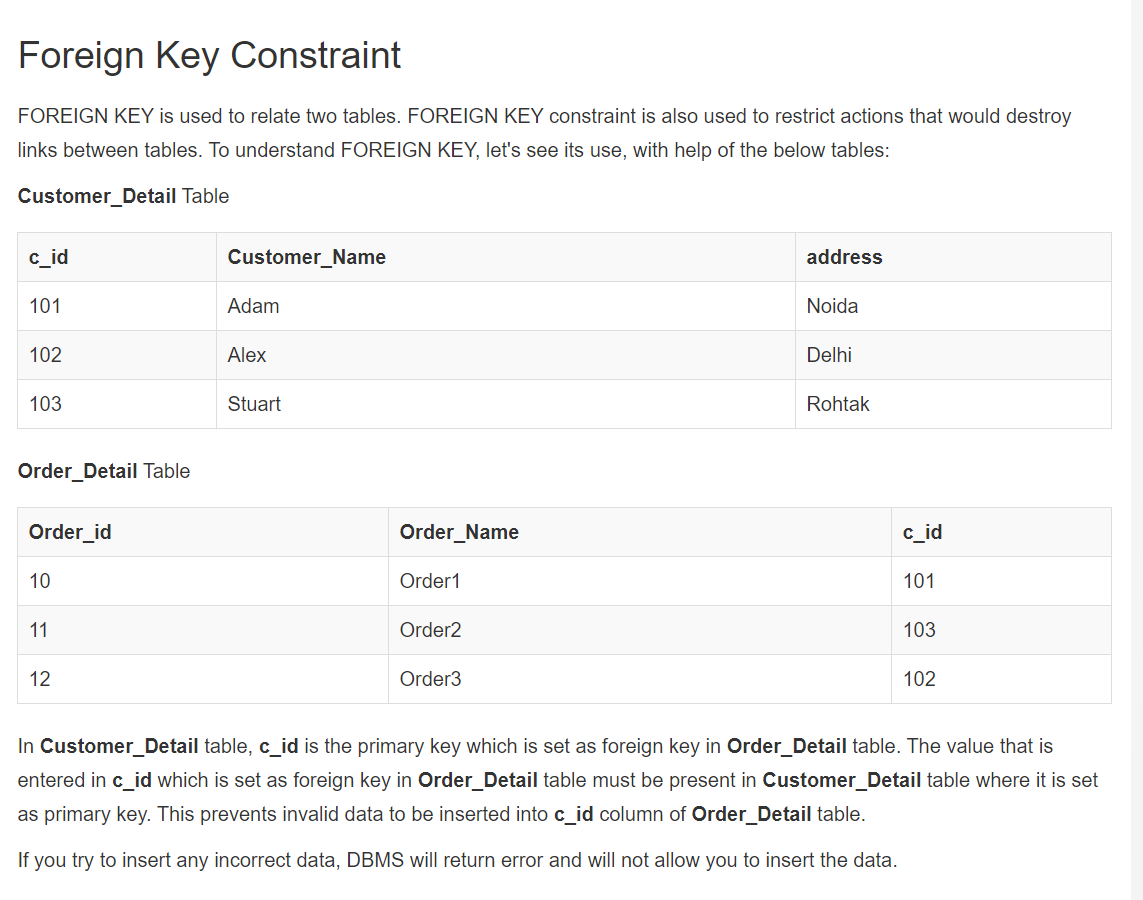 Foreign Key Constraint
FOREIGN KEY is used to relate two tables. FOREIGN KEY constraint is also used to restrict actions that would destroy
links between tables. To understand FOREIGN KEY, let's see its use, with help of the below tables:
Customer_Detail Table
c_id Customer_Name address
101 Adam Noida
102 Alex Delhi
103 Stuart Rohtak
Order_Detail Table
Order_id Order_Name c_id
10 Order1 101
11 Order2 103
12 Order3 102
In Customer_Detail table, c_id is the primary key which is set as foreign key in Order_Detail table. The value that is
entered in c_id which is set as foreign key in Order_Detail table must be present in Customer_Detail table where it is set
as primary key. This prevents invalid data to be inserted into c_id column of Order_Detail table.
If you try to insert any incorrect data, DBMS will return error and will not allow you to insert the data.